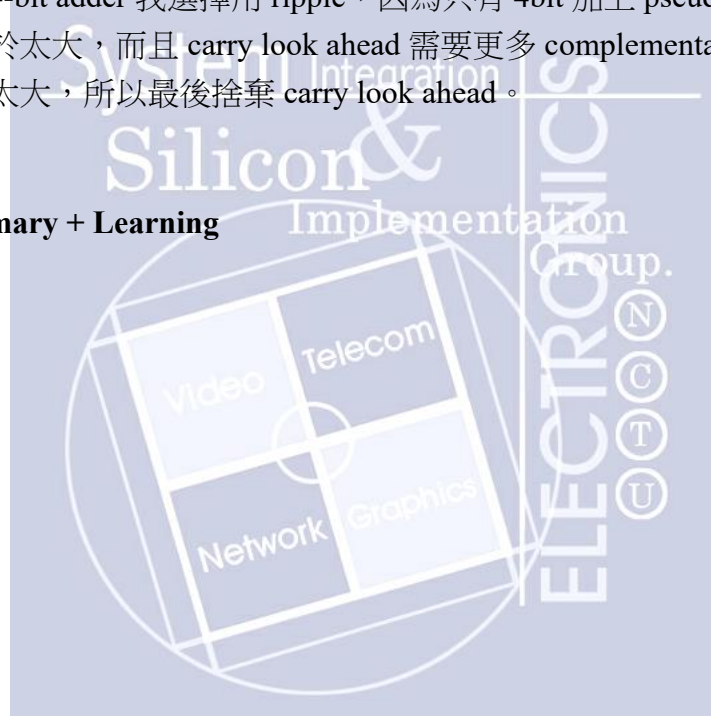 -bit adder 我選擇用 ripple，因為只有 4bit 加上 pseud
於太大，而且 carry look ahead 需要更多 complementa
太大，所以最後捨棄 carry look ahead。
System Integration
&
Silicon
Implementation
Group.
mary + Learning
ELECTRONICS
N
C
T
U
Video
Telecom
Network
Graphics